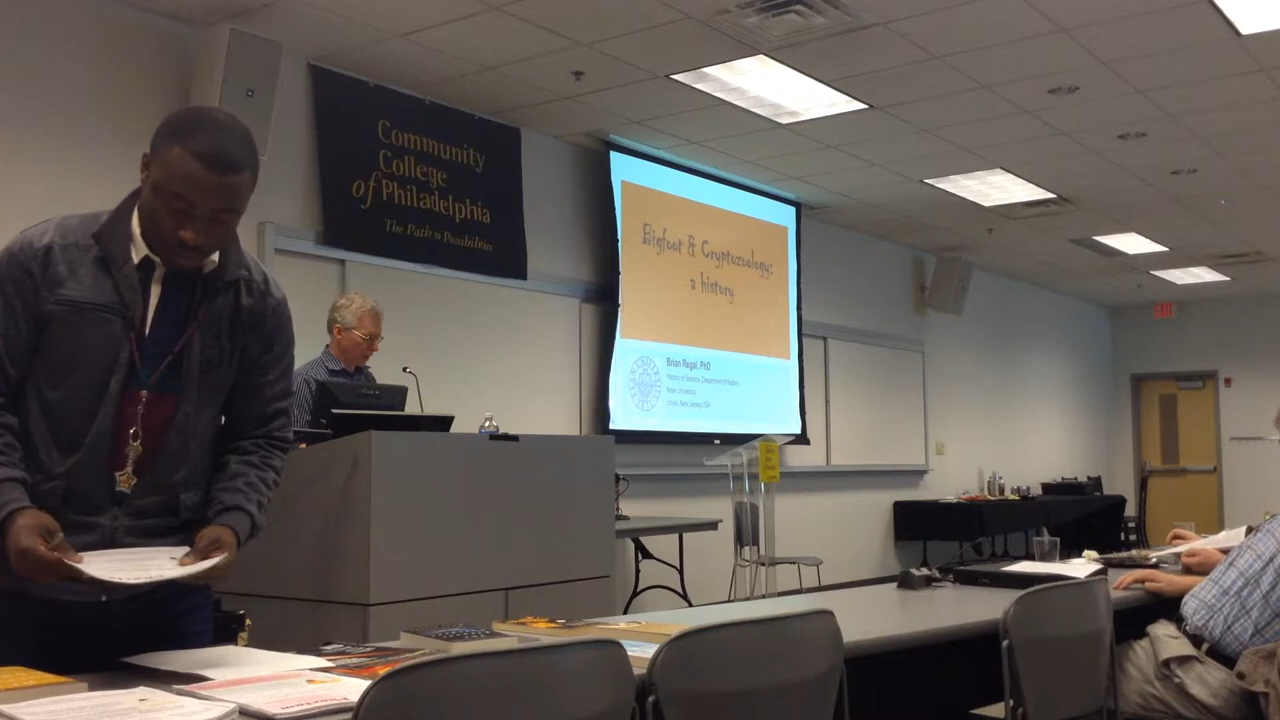 Community
College
of Philadelphia
The Path to Possibilities
Bigfoot & Cryptozoology:
a history
Brian Regal, PhD
History of Science, Department of History
Kean University
Union, New Jersey USA
EXIT